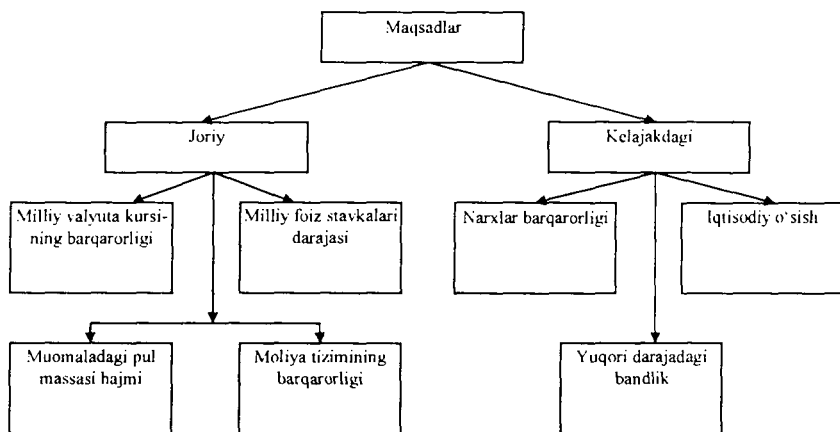 Maqsadlar
Joriy
Kelajakdagi
Milliy valyuta kursi-
ning barqarorligi
Milliy foiz stavkalari
darajasi
Narxlar barqarorligi
Iqtisodiy o`sish
Muomaladagi pul
massasi hajmi
Moliya tizimining
barqarorligi
Yuqori darajadagi
bandlik